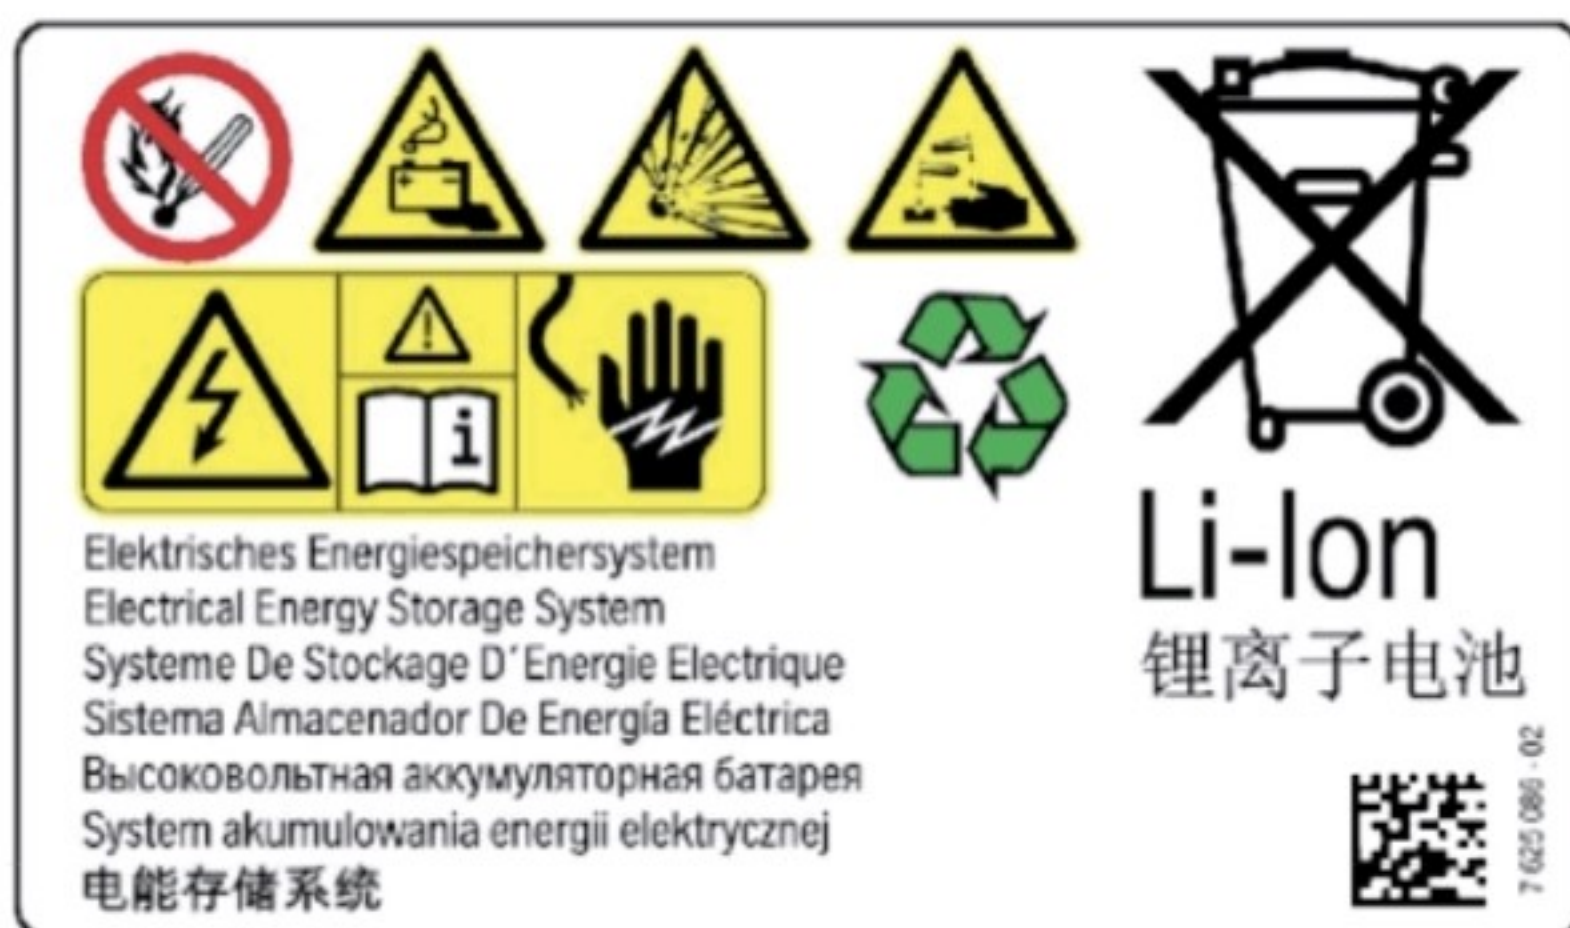 Elektrisches Energiespeichersystem
Electrical Energy Storage System
Systeme De Stockage D´Energie Electrique
Sistema Almacenador De Energía Eléctrica
Высоковольтная аккумуляторная батарея
System akumulowania energii elektrycznej
电能存储系统
Li-Ion
锂离子电池
7 625 086 - 02